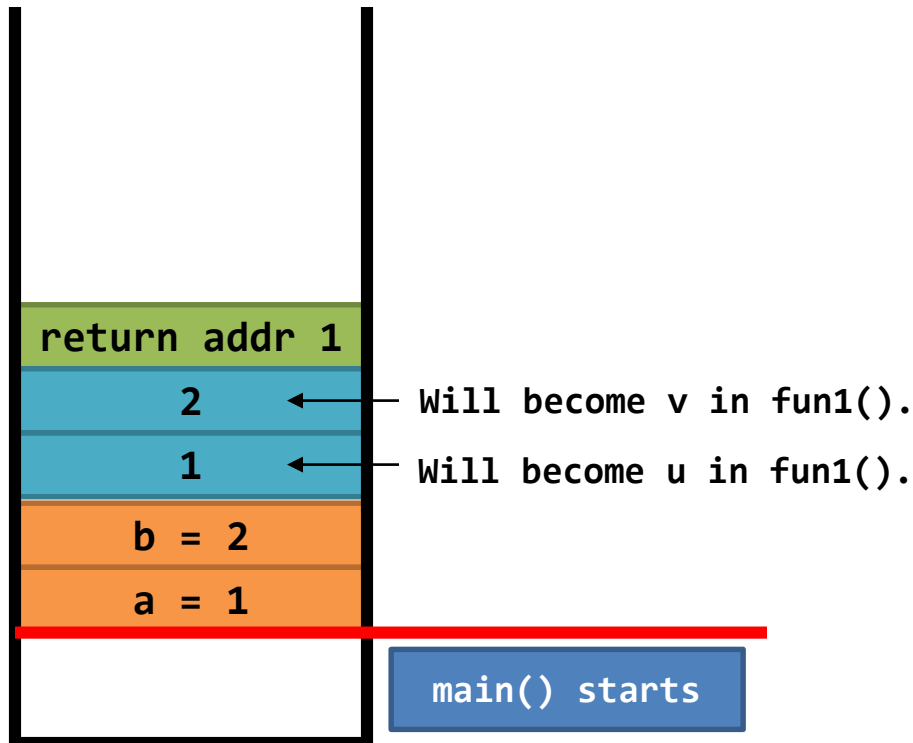 return addr 1
2
Will become v in fun1().
1
Will become u in fun1().
b = 2
a = 1
main() starts